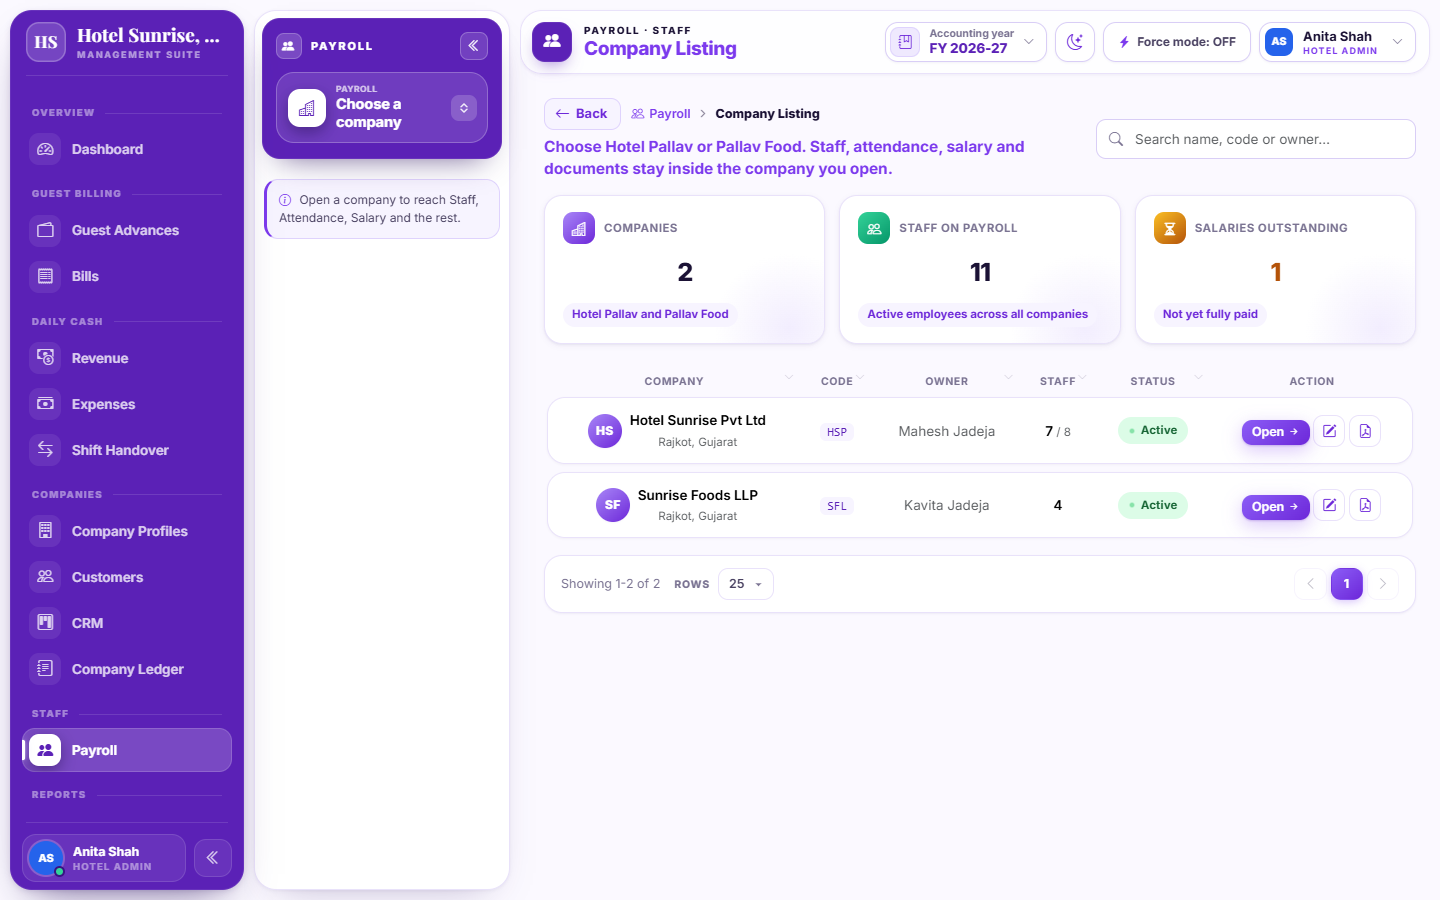 HS
Hotel Sunrise, ...
MANAGEMENT SUITE
OVERVIEW
Dashboard
GUEST BILLING
Guest Advances
Bills
DAILY CASH
Revenue
Expenses
Shift Handover
COMPANIES
Company Profiles
Customers
CRM
Company Ledger
STAFF
Payroll
REPORTS
AS
Anita Shah
HOTEL ADMIN
PAYROLL
PAYROLL
Choose a
company
Open a company to reach Staff,
Attendance, Salary and the rest.
PAYROLL · STAFF
Company Listing
Accounting year
FY 2026-27
Force mode: OFF
AS
Anita Shah
HOTEL ADMIN
Back
Payroll
Company Listing
Choose Hotel Pallav or Pallav Food. Staff, attendance, salary and
documents stay inside the company you open.
Search name, code or owner...
COMPANIES
2
Hotel Pallav and Pallav Food
STAFF ON PAYROLL
11
Active employees across all companies
SALARIES OUTSTANDING
1
Not yet fully paid
COMPANY CODE OWNER STAFF STATUS ACTION
HS Hotel Sunrise Pvt Ltd HSP Mahesh Jadeja 7 / 8 Active Open
Rajkot, Gujarat
SF Sunrise Foods LLP SFL Kavita Jadeja 4 Active Open
Rajkot, Gujarat
Showing 1-2 of 2 ROWS 25 1